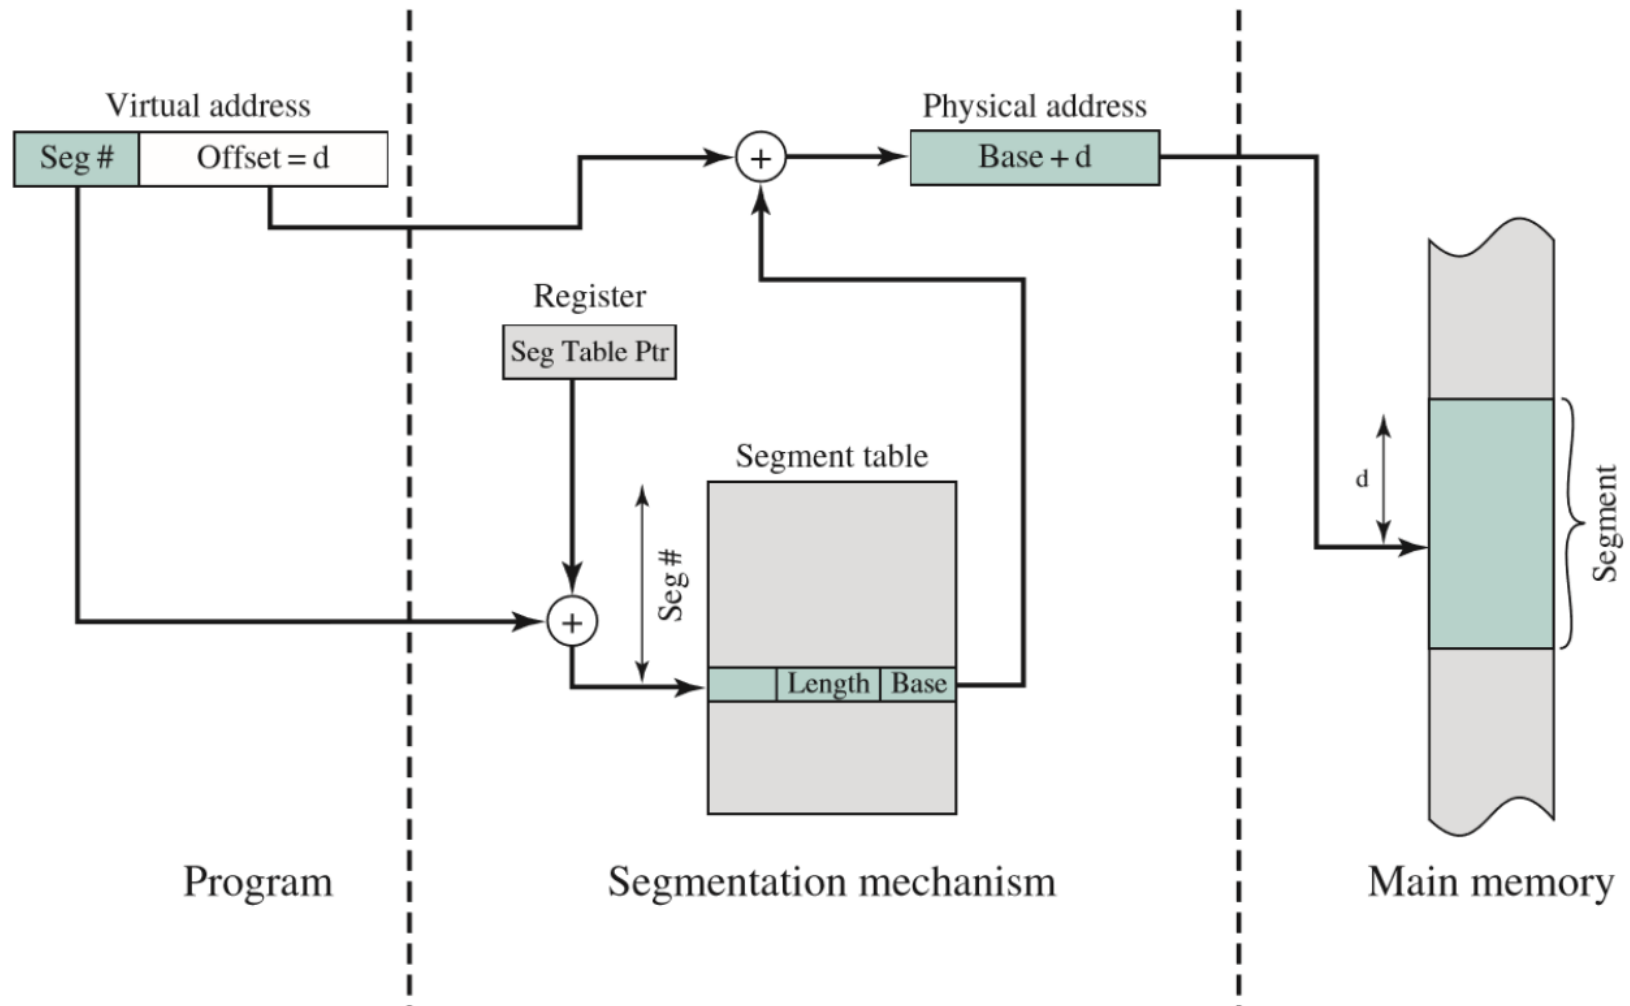 Virtual address
Seg #
Offset = d
Physical address
Base + d
+
Register
Seg Table Ptr
Segment table
Seg #
+
Length
Base
d
Segment
Program
Segmentation mechanism
Main memory